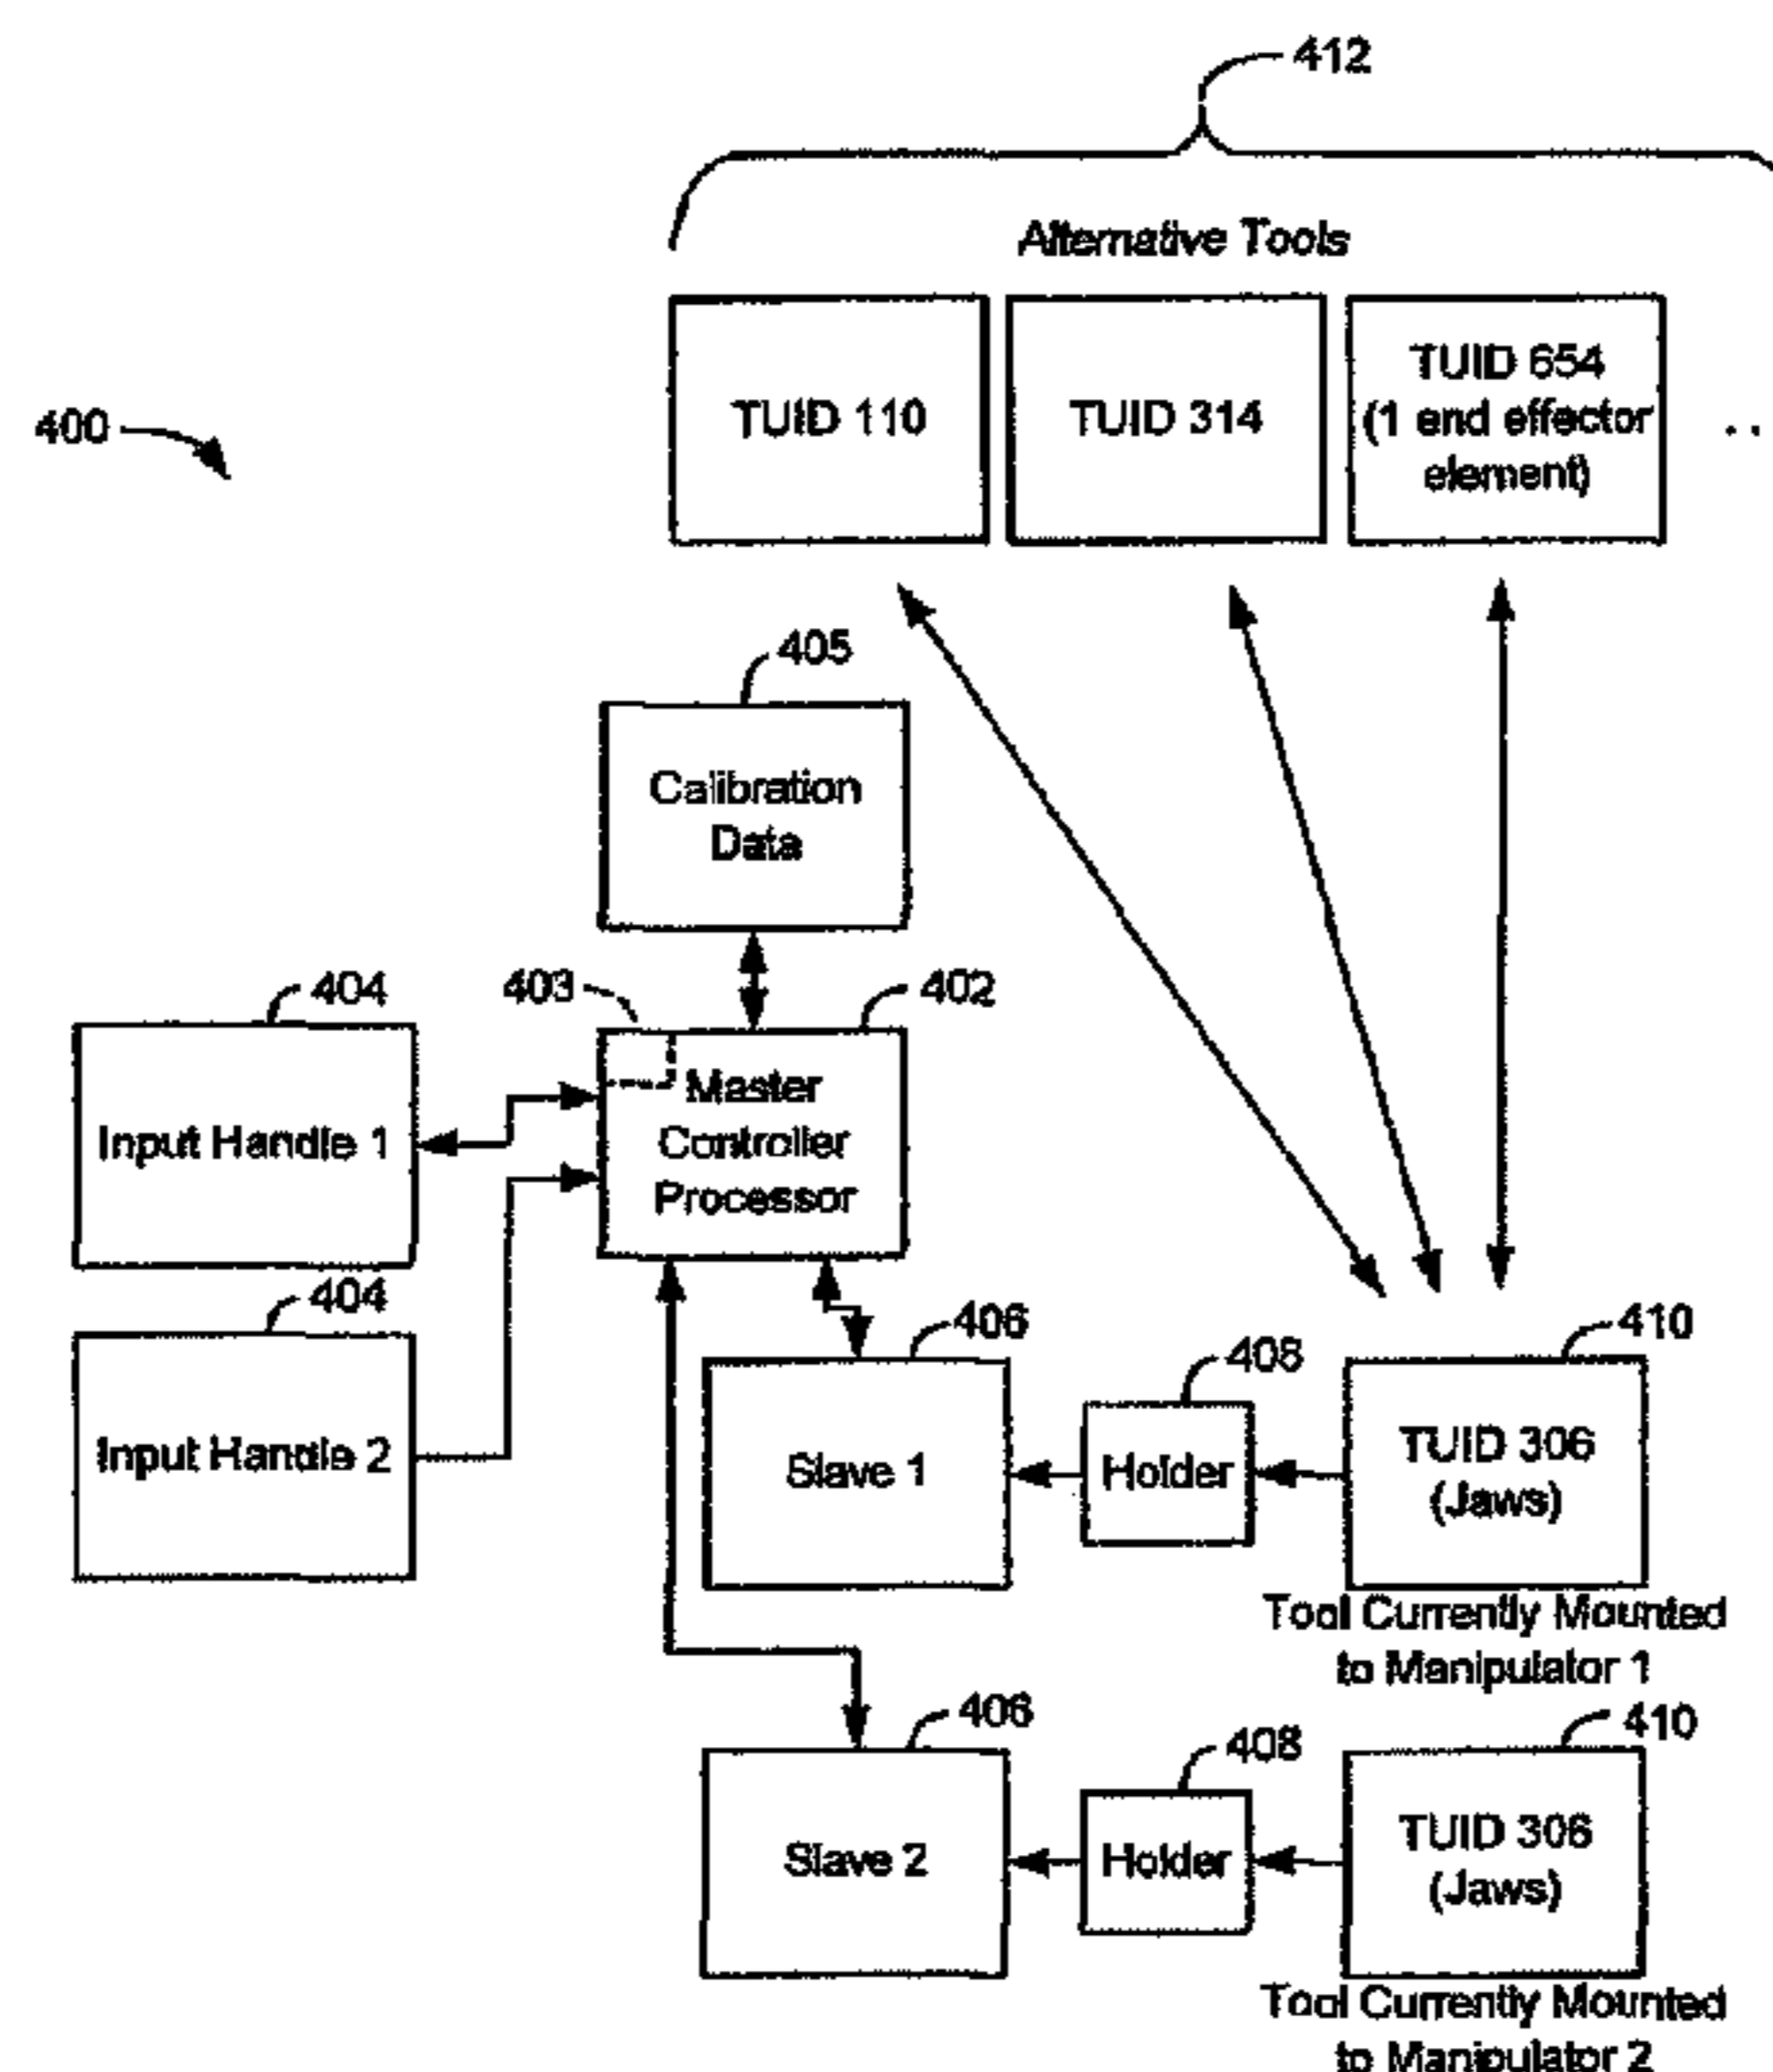 412
Alternative Tools
TUID 110
TUID 314
TUID 654
(1 end effector
element)
..
400
405
Calibration
Data
404
403
402
Input Handle 1
Master
Controller
Processor
404
Input Handle 2
406
408
410
Slave 1
Holder
TUID 306
(Jaws)
Tool Currently Mounted
to Manipulator 1
406
408
410
Slave 2
Holder
TUID 306
(Jaws)
Tool Currently Mounted
to Manipulator 2